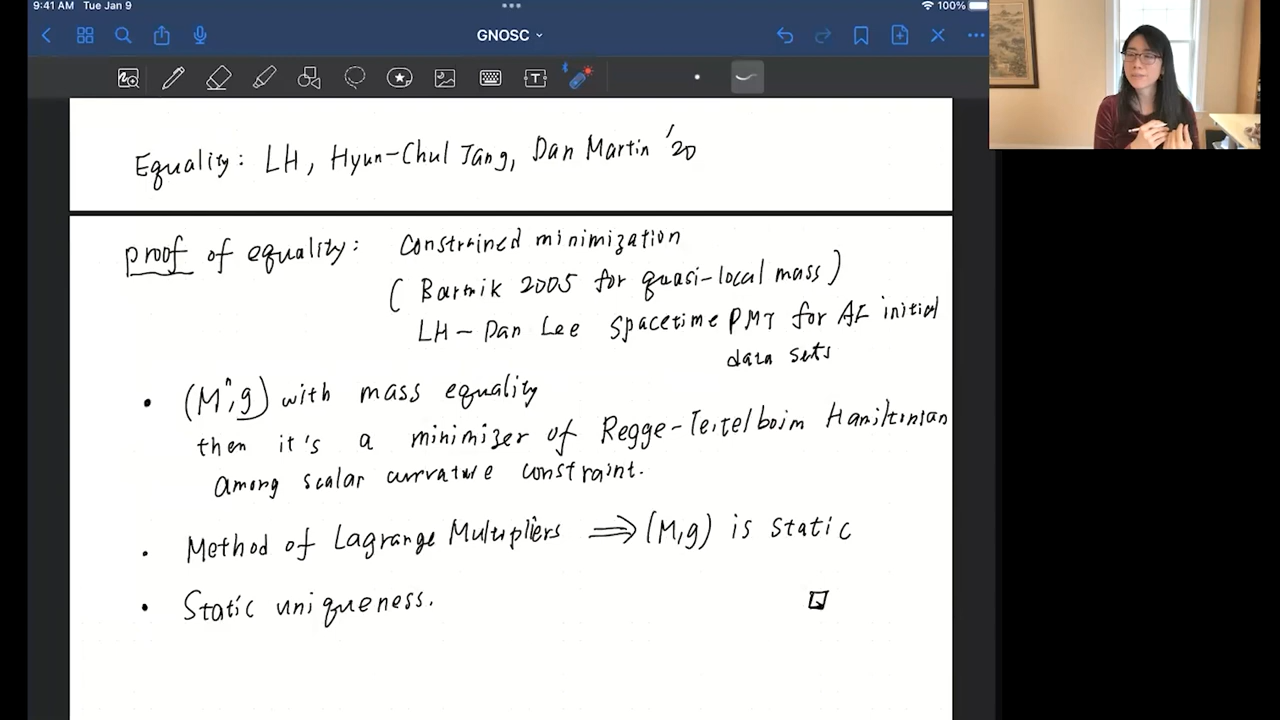 9:41 AM Tue Jan 9
100%
GNOSC
Equality: LH, Hyun-Chul Jang, Dan Martin '20
proof of equality: Constrained minimization
(Bartnik 2005 for quasi-local mass)
LH - Dan Lee spacetime PMT for AF initial
data sets
• (Mⁿ, g) with mass equality
then it's a minimizer of Regge-Teitelboim Hamiltonian
among scalar curvature constraint.
• Method of Lagrange Multipliers ⟹ (M,g) is static
• Static uniqueness. □